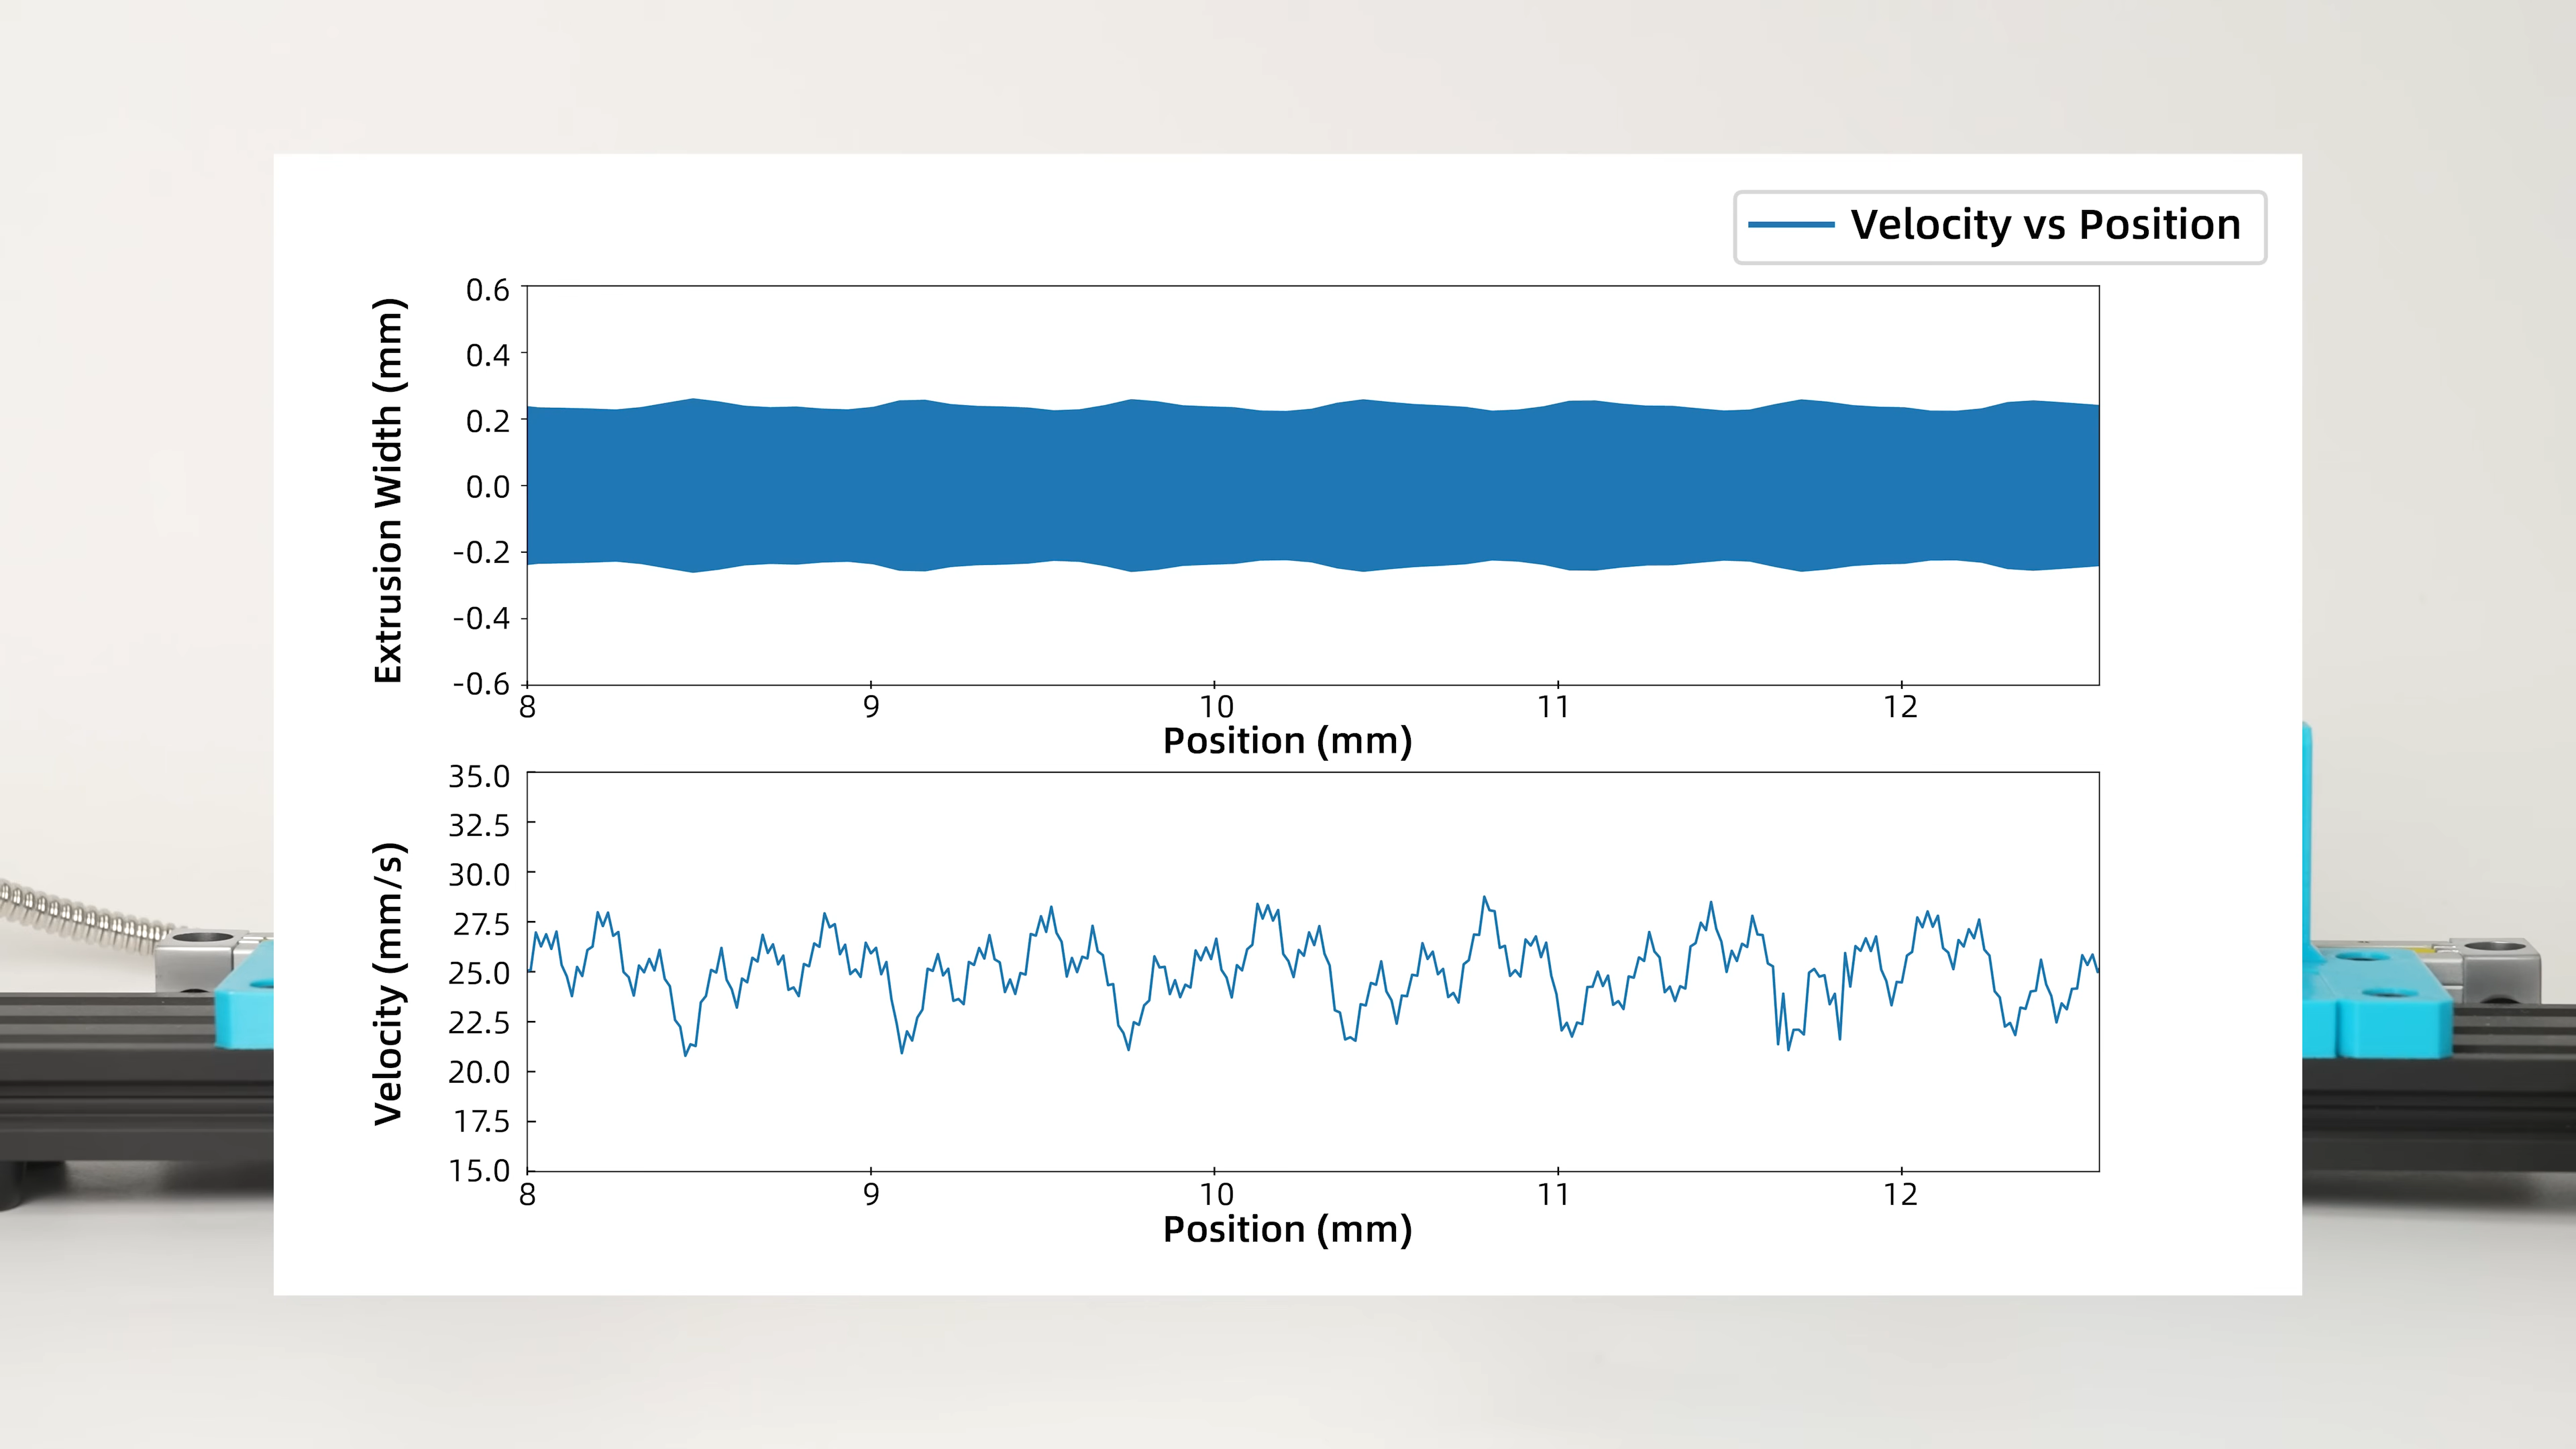 Velocity vs Position
Extrusion Width (mm)
0.6
0.4
0.2
0.0
-0.2
-0.4
-0.6
8 9 10 11 12
Position (mm)
Velocity (mm/s)
35.0
32.5
30.0
27.5
25.0
22.5
20.0
17.5
15.0
8 9 10 11 12
Position (mm)